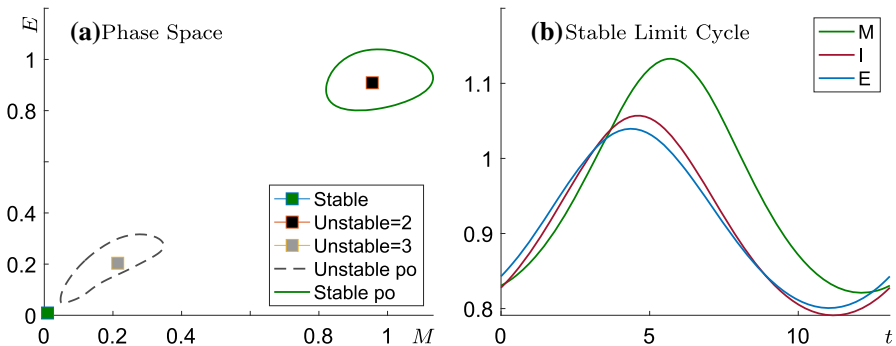 (a) Phase Space
E
1
0.8
0.4
0.2
0
Stable
Unstable=2
Unstable=3
Unstable po
Stable po
0 0.2 0.4 0.8 1 M
(b) Stable Limit Cycle
M
I
E
1.1
1
0.9
0.8
0 5 10 t